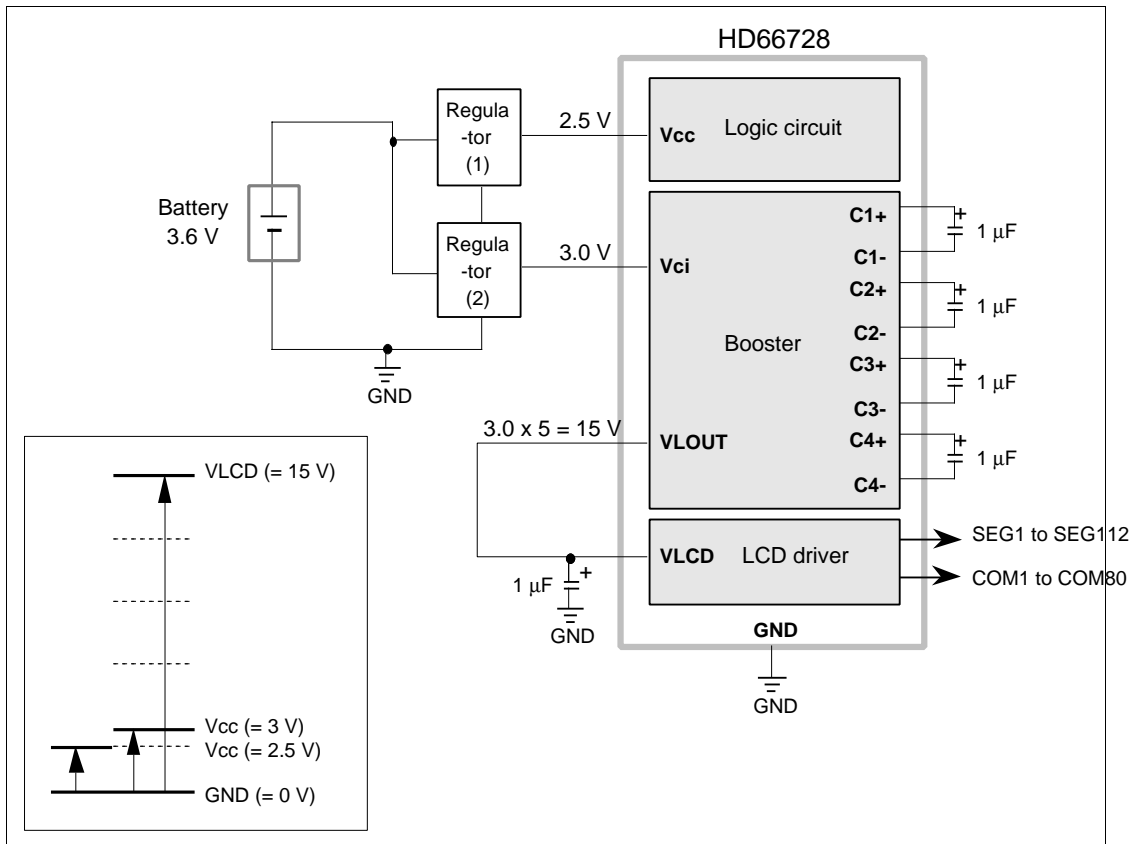 HD66728
Regula
-tor
(1)
2.5 V
Vcc
Logic circuit
Battery
3.6 V
Regula
-tor
(2)
3.0 V
Vci
Booster
C1+
C1-
+
1 μF
C2+
C2-
+
1 μF
C3+
C3-
+
1 μF
C4+
C4-
+
1 μF
GND
3.0 x 5 = 15 V
VLOUT
VLCD
LCD driver
SEG1 to SEG112
COM1 to COM80
1 μF
+
GND
GND
GND
VLCD (= 15 V)
Vcc (= 3 V)
Vcc (= 2.5 V)
GND (= 0 V)